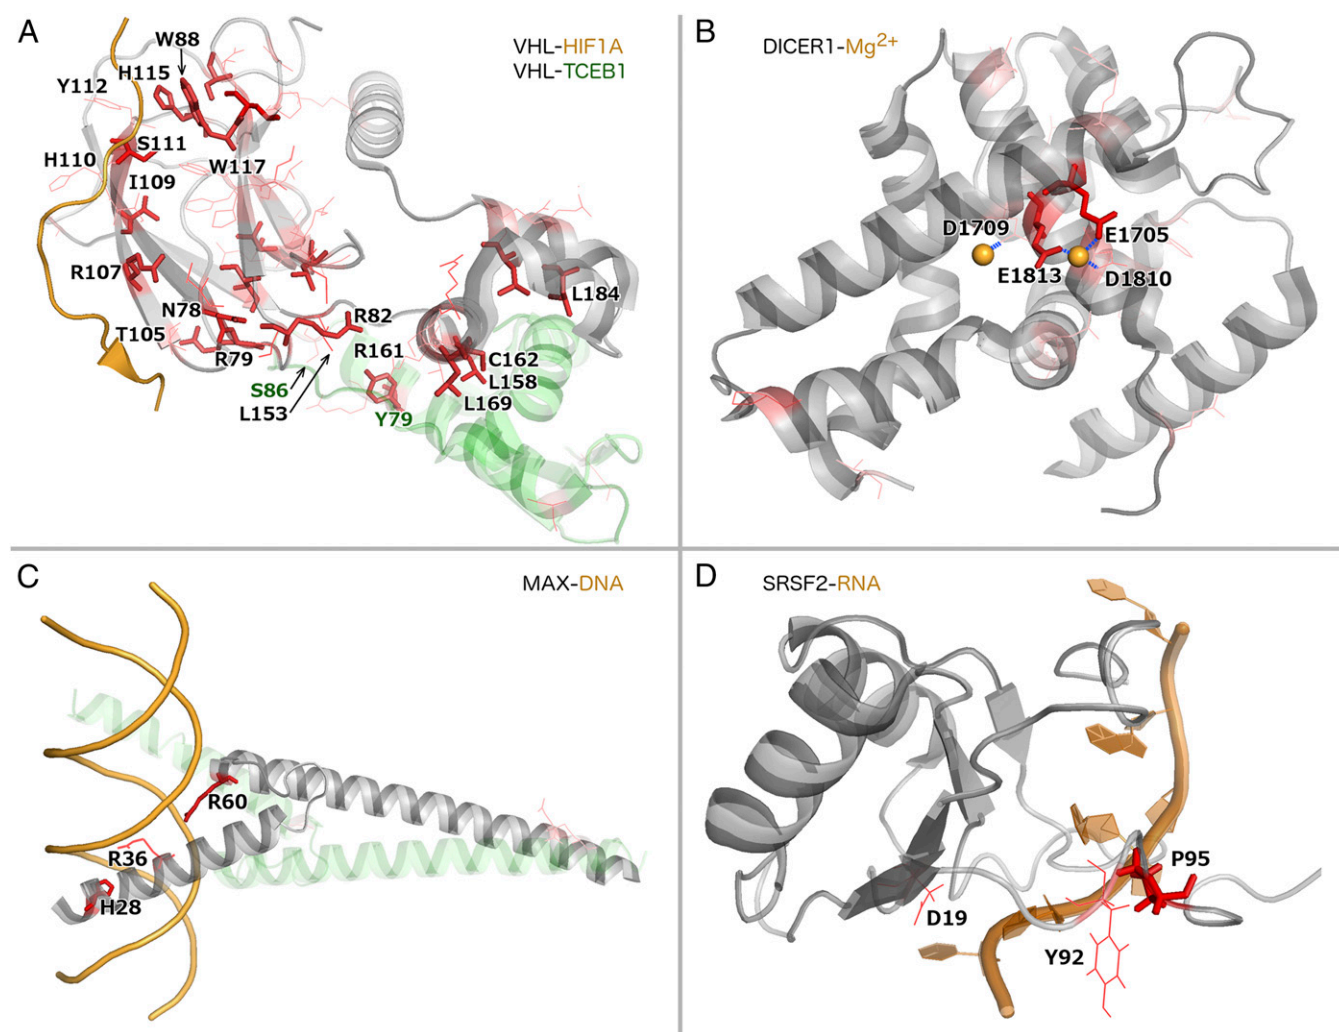 A
VHL-HIF1A
VHL-TCEB1
W88
H115
Y112
S111
H110
W117
I109
R107
N78
T105
R79
R82
R161
S86
L153
Y79
L184
C162
L158
L169
B
DICER1-Mg2+
D1709
E1705
E1813
D1810
C
MAX-DNA
R60
R36
H28
D
SRSF2-RNA
P95
D19
Y92